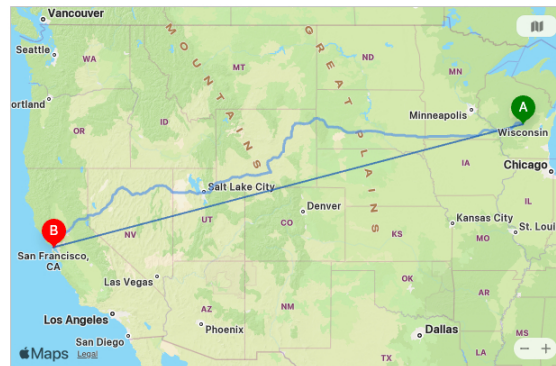 Vancouver
Seattle
WA
MOUNTAINS
GREAT PLAINS
ND
MT
MN
ortland
OR
ID
Minneapolis
A
Wisconsin
Salt Lake City
IA
Chicago
IL
B
San Francisco,
CA
NV
UT
CO
Denver
KS
Kansas City
MO
St. Loui
Las Vegas
OK
AR
Los Angeles
AZ
NM
Phoenix
Dallas
MS
San Diego
TX
LA
Maps
Legal